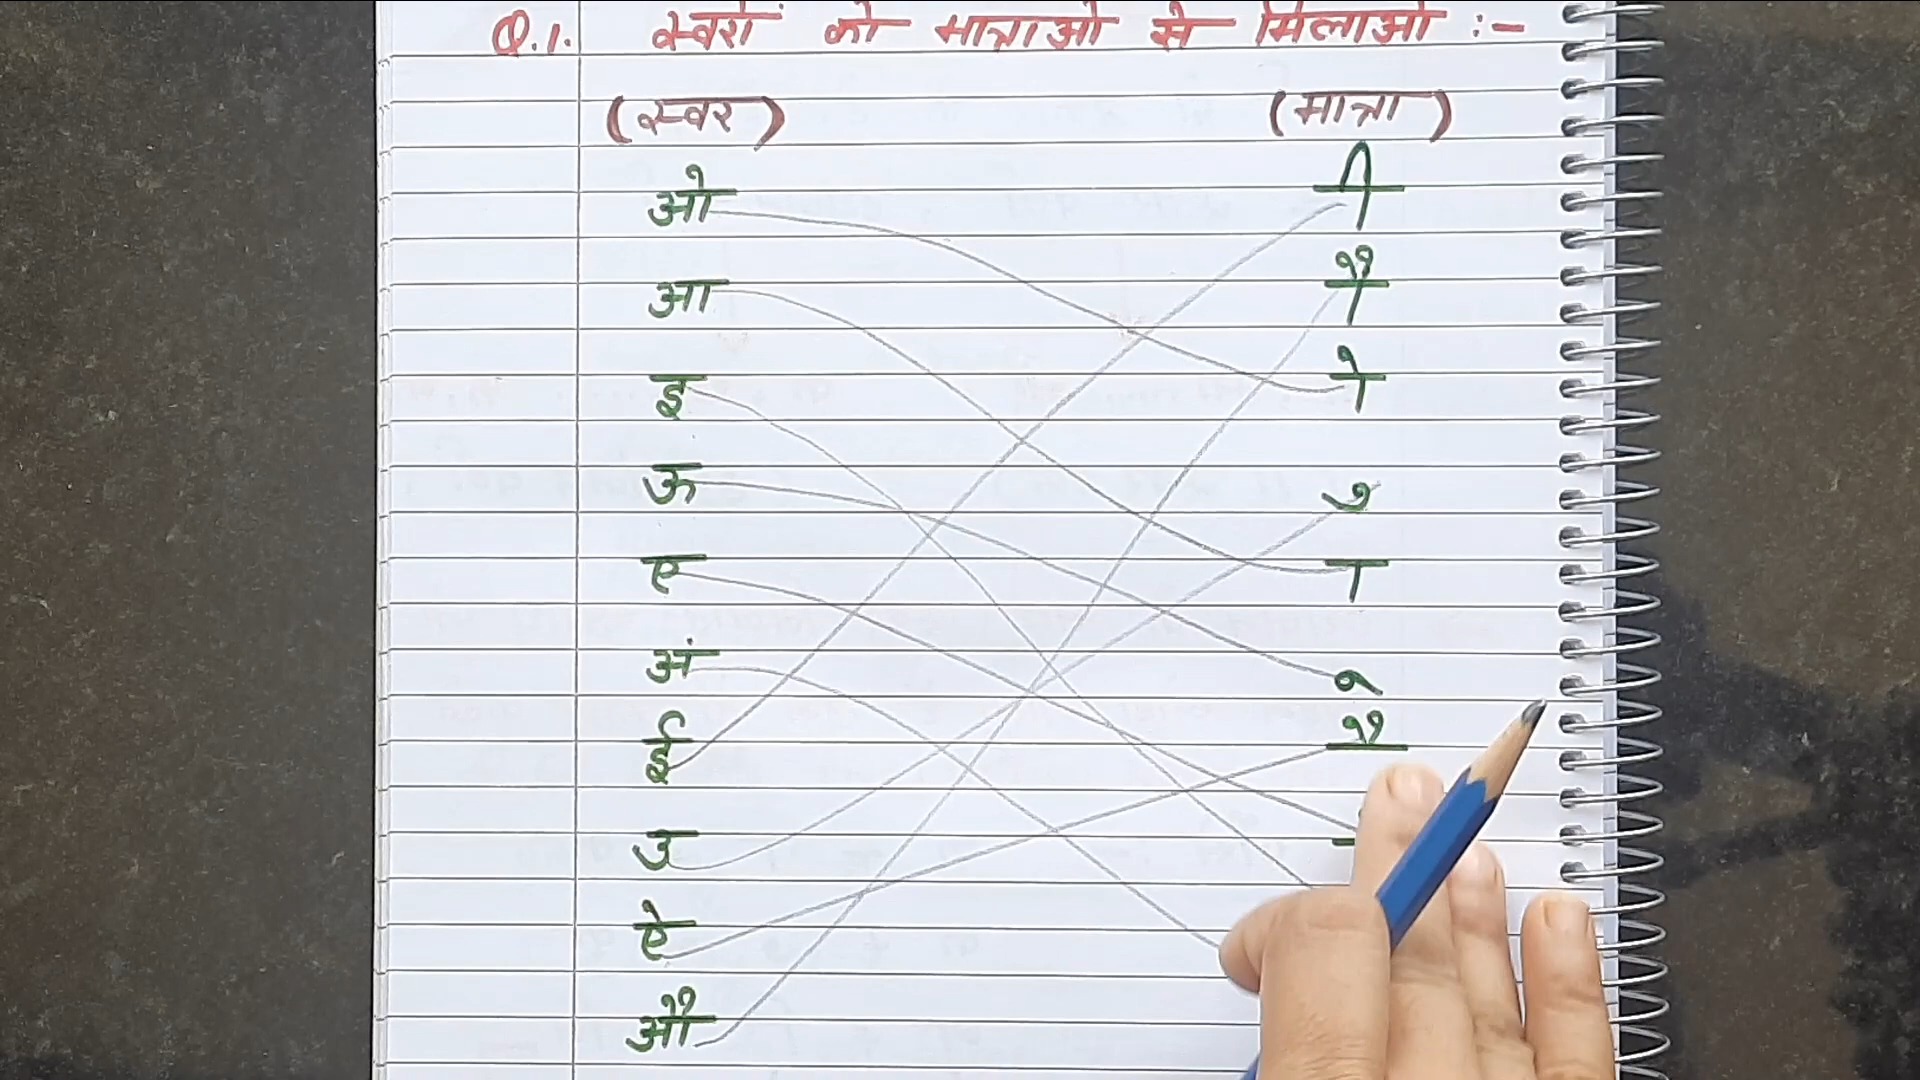 Q.1. स्वरों को मात्राओ से मिलाओ :-
(स्वर) (मात्रा)
ओ ी
आ ौ
इ ो
ऊ ु
ए ा
अं ू
ई ै
उ
ऐ
औ